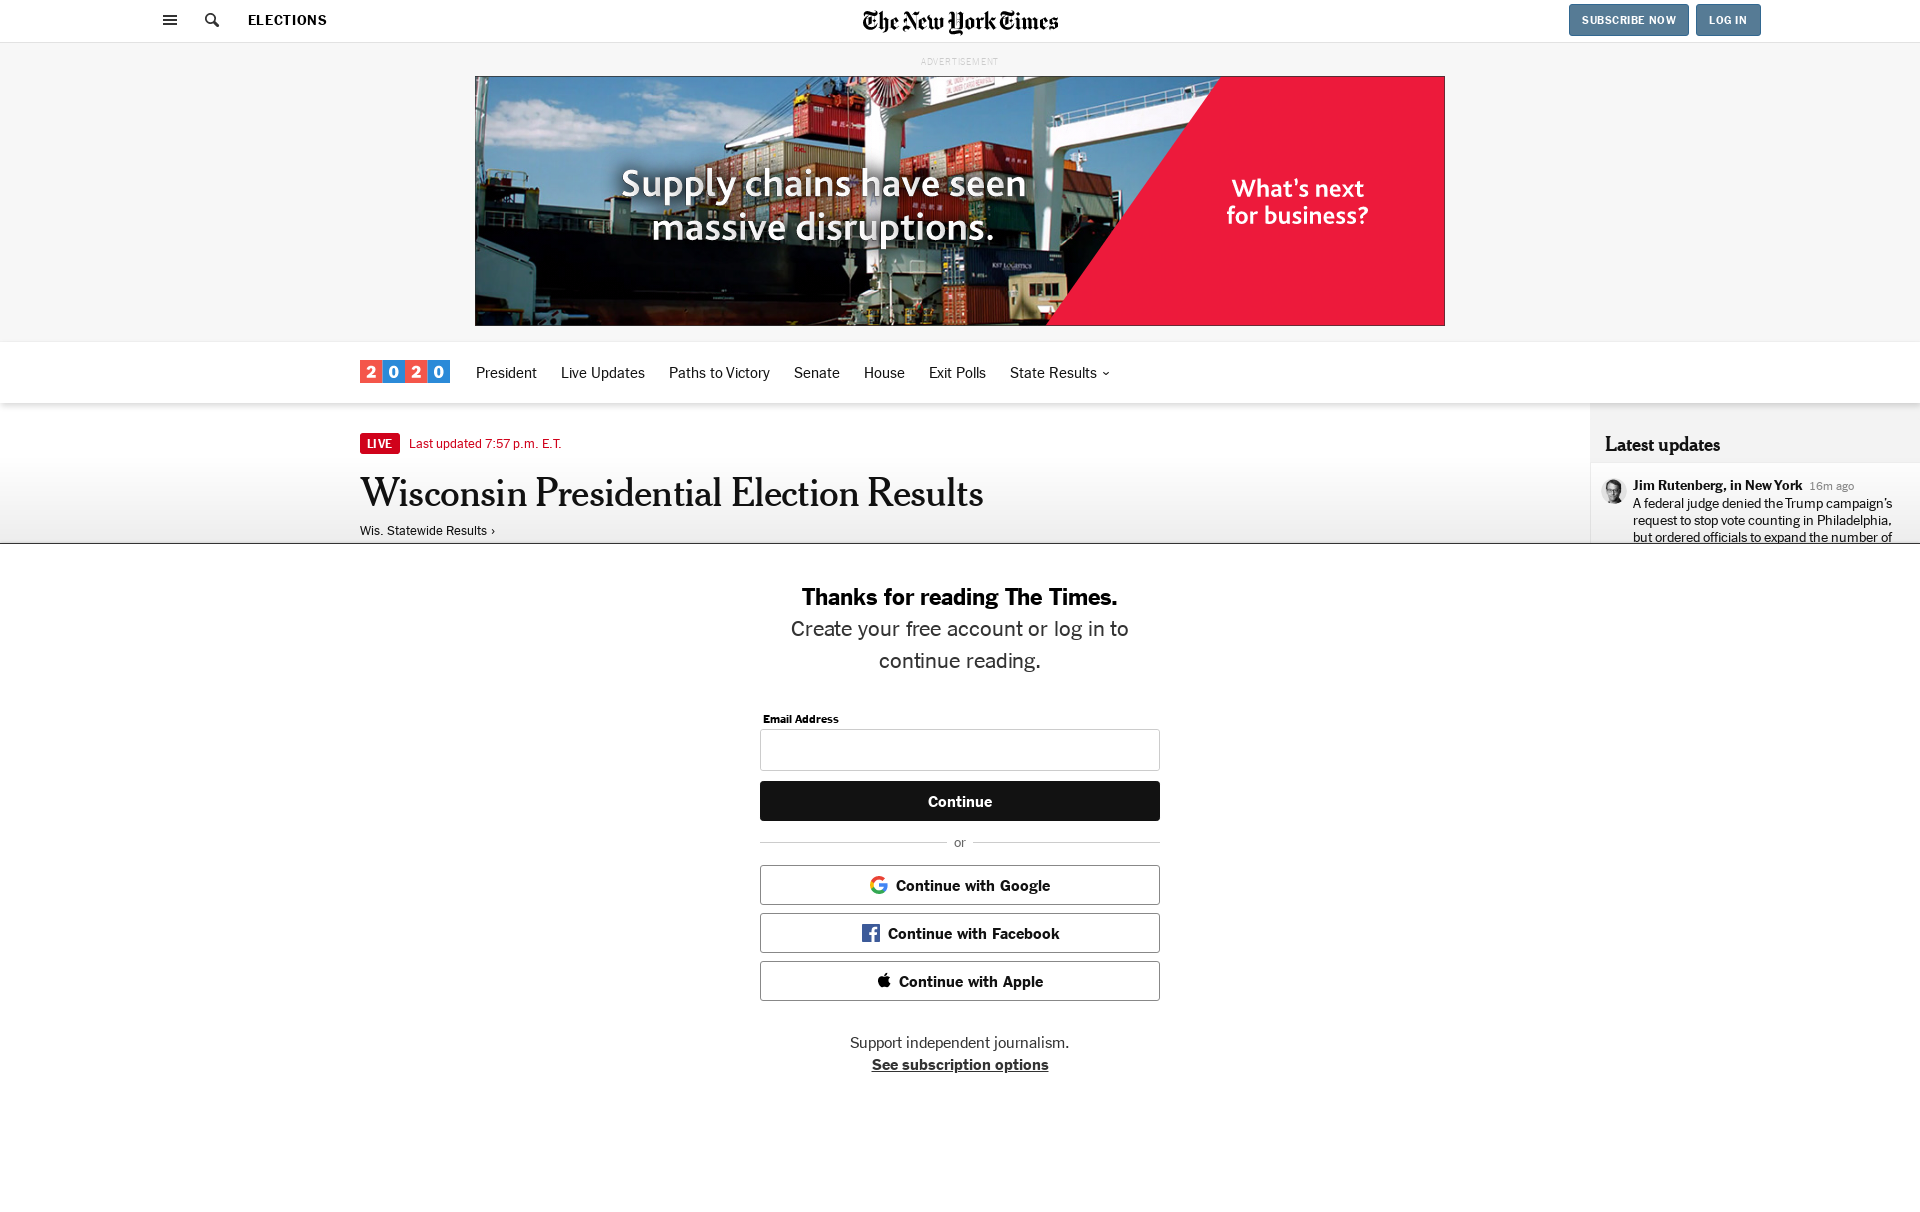 ELECTIONS
The New York Times
SUBSCRIBE NOW
LOG IN
ADVERTISEMENT
Supply chains have seen
massive disruptions.
What's next
for business?
2020
President
Live Updates
Paths to Victory
Senate
House
Exit Polls
State Results
LIVE
Last updated 7:57 p.m. E.T.
Wisconsin Presidential Election Results
Wis. Statewide Results ›
Latest updates
Jim Rutenberg, in New York 16m ago
A federal judge denied the Trump campaign's
request to stop vote counting in Philadelphia,
but ordered officials to expand the number of
Thanks for reading The Times.
Create your free account or log in to
continue reading.
Email Address
Continue
or
Continue with Google
Continue with Facebook
Continue with Apple
Support independent journalism.
See subscription options